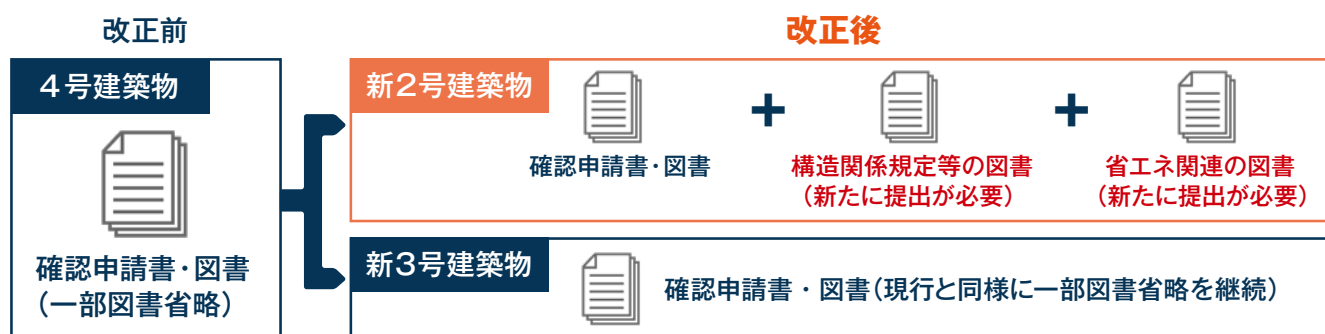 改正前
4号建築物
確認申請書・図書
(一部図書省略)
改正後
新2号建築物
確認申請書・図書
+
構造関係規定等の図書
(新たに提出が必要)
+
省エネ関連の図書
(新たに提出が必要)
新3号建築物
確認申請書・図書(現行と同様に一部図書省略を継続)